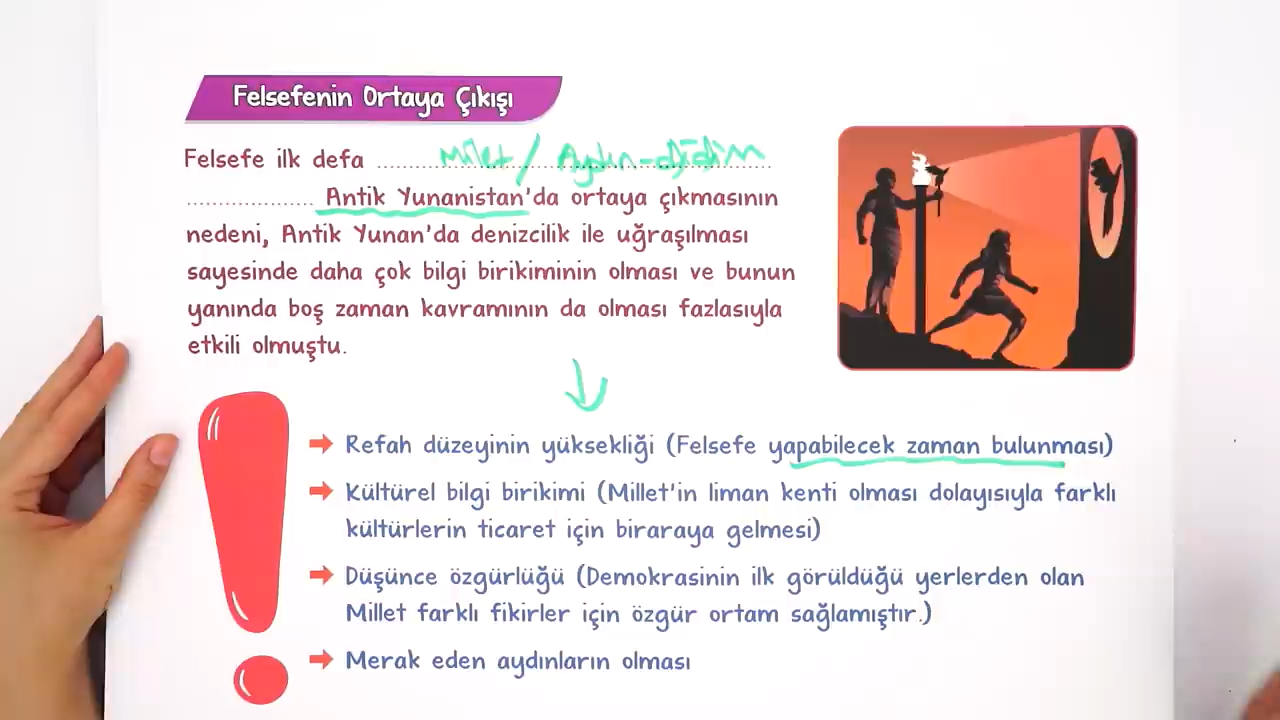 Felsefenin Ortaya Çıkışı
Felsefe ilk defa ........ Milet / Aydın-didim ........
.................... Antik Yunanistan'da ortaya çıkmasının
nedeni, Antik Yunan'da denizcilik ile uğraşılması
sayesinde daha çok bilgi birikiminin olması ve bunun
yanında boş zaman kavramının da olması fazlasıyla
etkili olmuştu.
Refah düzeyinin yüksekliği (Felsefe yapabilecek zaman bulunması)
Kültürel bilgi birikimi (Millet'in liman kenti olması dolayısıyla farklı
kültürlerin ticaret için biraraya gelmesi)
Düşünce özgürlüğü (Demokrasinin ilk görüldüğü yerlerden olan
Millet farklı fikirler için özgür ortam sağlamıştır.)
Merak eden aydınların olması